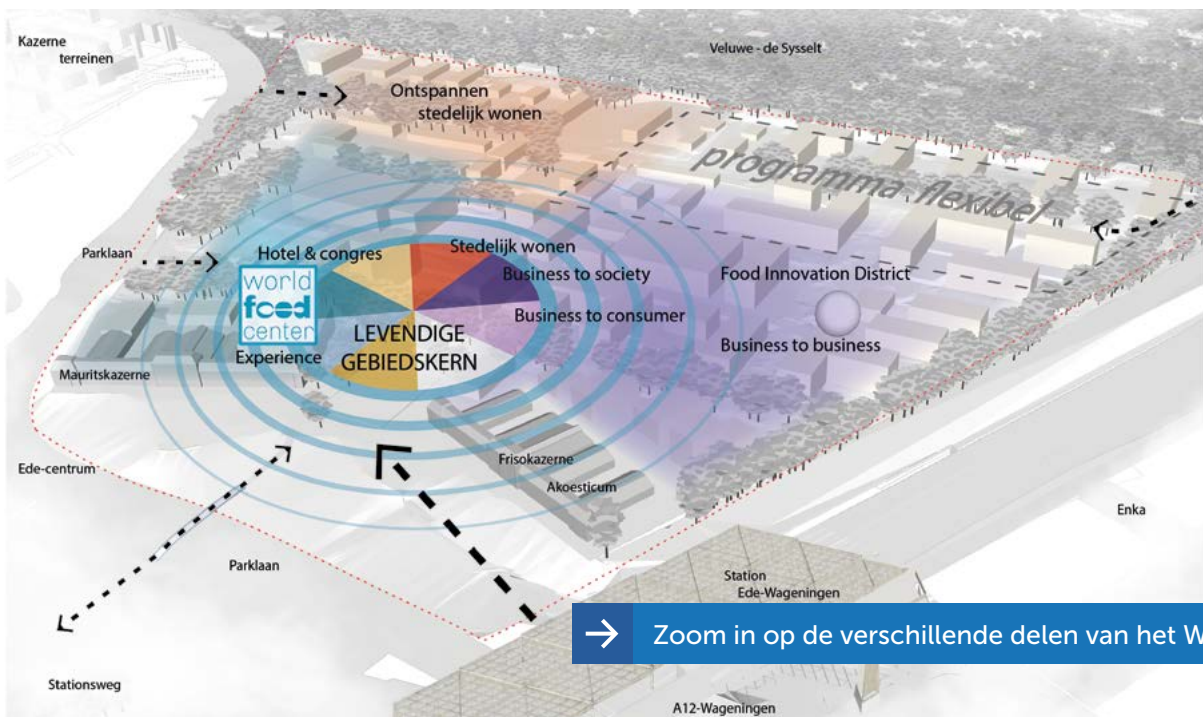 Kazerne
terreinen
Veluwe - de Sysselt
Ontspannen
stedelijk wonen
programma flexibel
Parklaan
Hotel & congres
Stedelijk wonen
world
food
center
Business to society
Food Innovation District
Business to consumer
LEVENDIGE
GEBIEDSKERN
Business to business
Experience
Mauritskazerne
Ede-centrum
Frisokazerne
Akoesticum
Enka
Parklaan
Station
Ede-Wageningen
Zoom in op de verschillende delen van het W
Stationsweg
A12-Wageningen